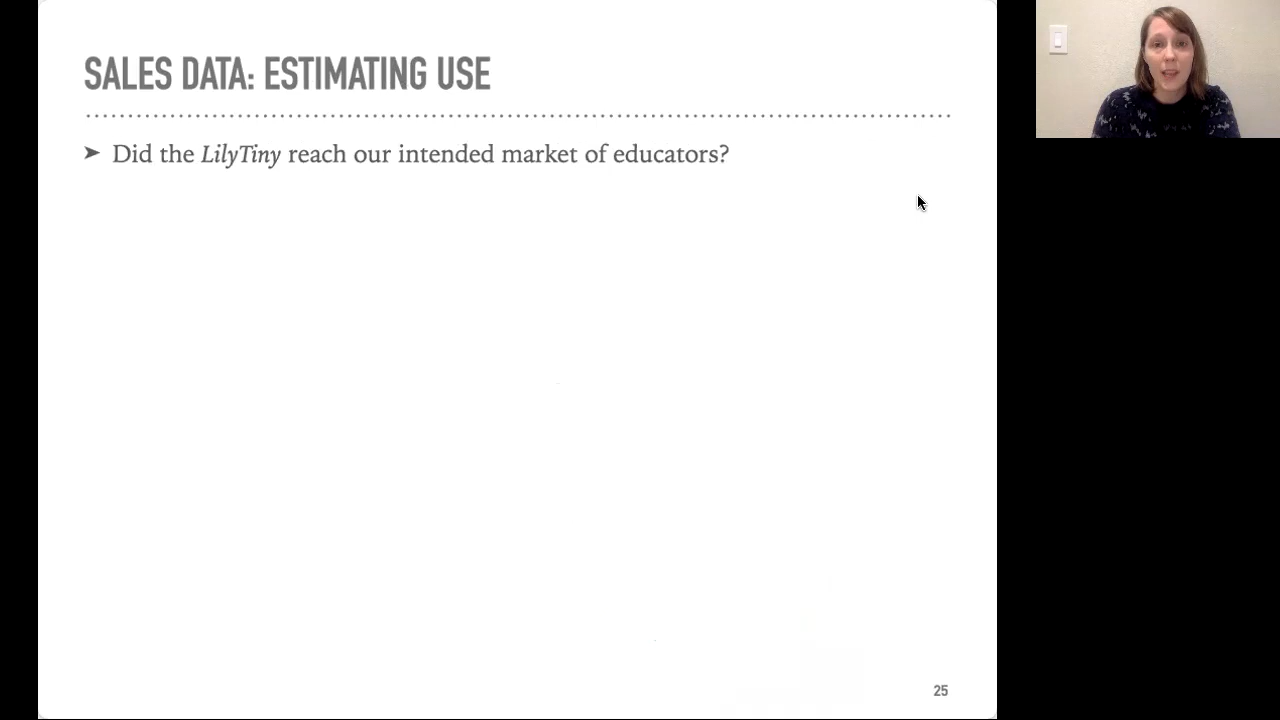 SALES DATA: ESTIMATING USE
➤ Did the LilyTiny reach our intended market of educators?
25